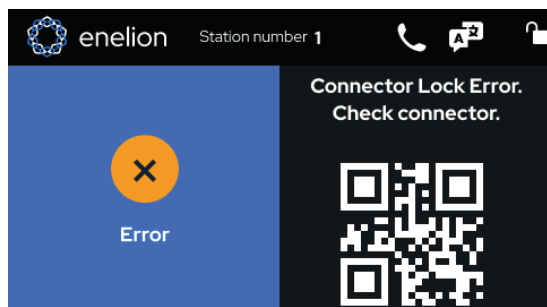 enelion
Station number 1
Connector Lock Error.
Check connector.
Error